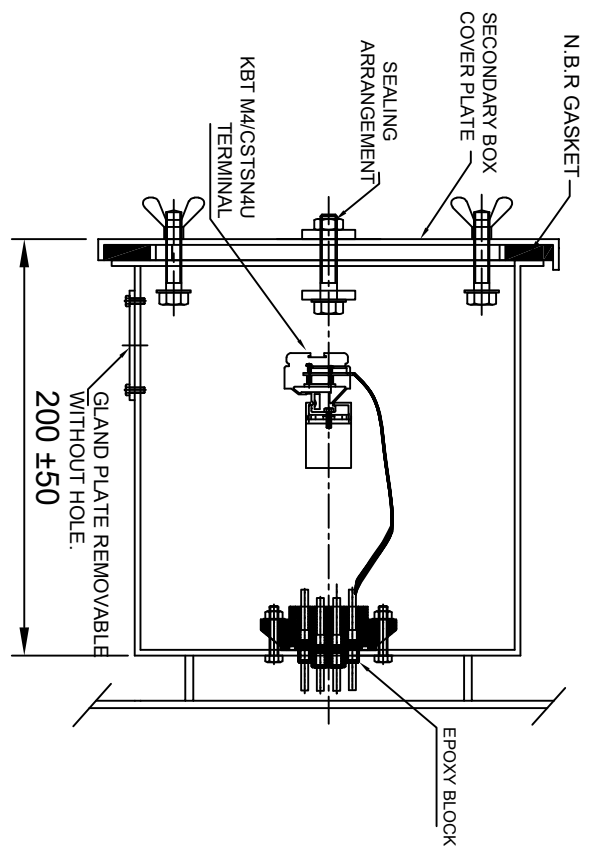 N.B.R GASKET
SECONDARY BOX
COVER PLATE
SEALING
ARRANGEMENT
KBT M4/CSTSN4U
TERMINAL
GLAND PLATE REMOVABLE
WITHOUT HOLE.
200 ±50
EPOXY BLOCK